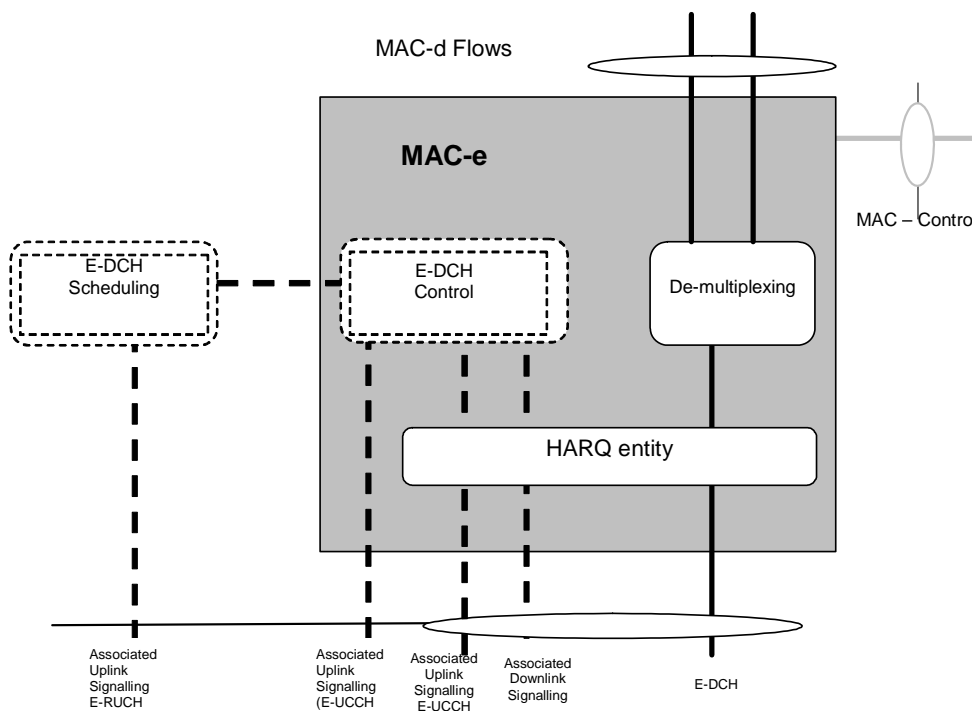 MAC-d Flows
MAC-e
MAC – Control
E-DCH
Scheduling
E-DCH
Control
De-multiplexing
HARQ entity
Associated
Uplink
Signalling
E-RUCH
Associated
Uplink
Signalling
(E-UCCH
Associated
Uplink
Signalling
E-UCCH
Associated
Downlink
Signalling
E-DCH